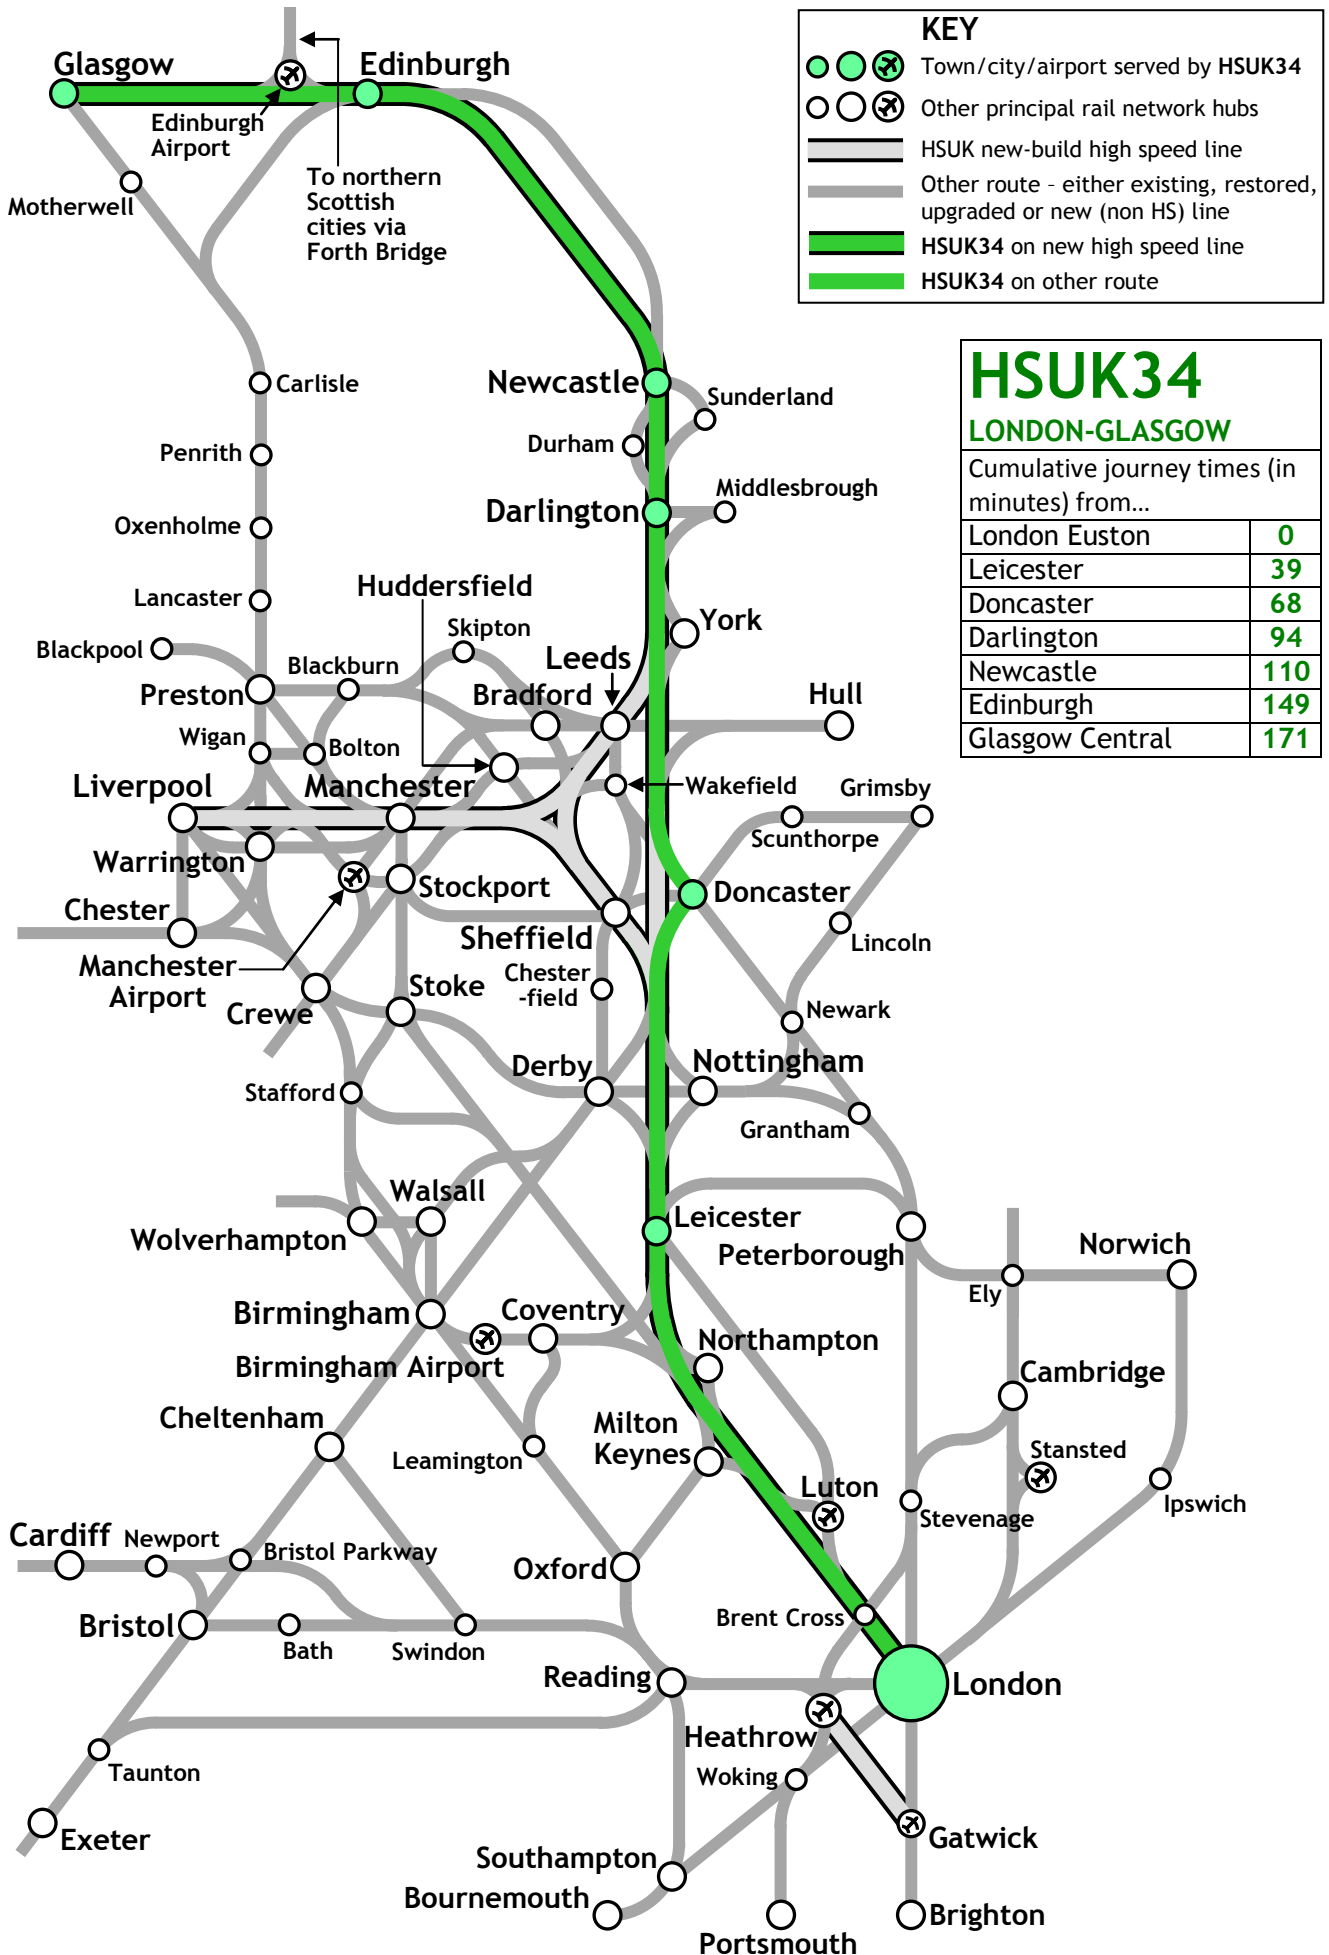 KEY
Town/city/airport served by HSUK34
Other principal rail network hubs
HSUK new-build high speed line
Other route - either existing, restored,
upgraded or new (non HS) line
HSUK34 on new high speed line
HSUK34 on other route
HSUK34
LONDON-GLASGOW
Cumulative journey times (in
minutes) from...
London Euston 0
Leicester 39
Doncaster 68
Darlington 94
Newcastle 110
Edinburgh 149
Glasgow Central 171
Glasgow
Edinburgh
Edinburgh
Airport
To northern
Scottish
cities via
Forth Bridge
Motherwell
Carlisle
Newcastle
Sunderland
Durham
Penrith
Middlesbrough
Darlington
Oxenholme
Huddersfield
Lancaster
York
Skipton
Blackpool
Blackburn
Leeds
Preston
Bradford
Hull
Wigan
Bolton
Liverpool
Manchester
Wakefield
Grimsby
Scunthorpe
Warrington
Stockport
Doncaster
Chester
Sheffield
Lincoln
Manchester
Airport
Chester
-field
Stoke
Crewe
Newark
Derby
Nottingham
Stafford
Grantham
Walsall
Leicester
Wolverhampton
Peterborough
Norwich
Ely
Birmingham
Coventry
Northampton
Birmingham Airport
Cambridge
Cheltenham
Milton
Keynes
Leamington
Stansted
Luton
Ipswich
Stevenage
Cardiff
Newport
Bristol Parkway
Oxford
Bristol
Brent Cross
Bath
Swindon
Reading
London
Heathrow
Taunton
Woking
Exeter
Gatwick
Southampton
Bournemouth
Brighton
Portsmouth